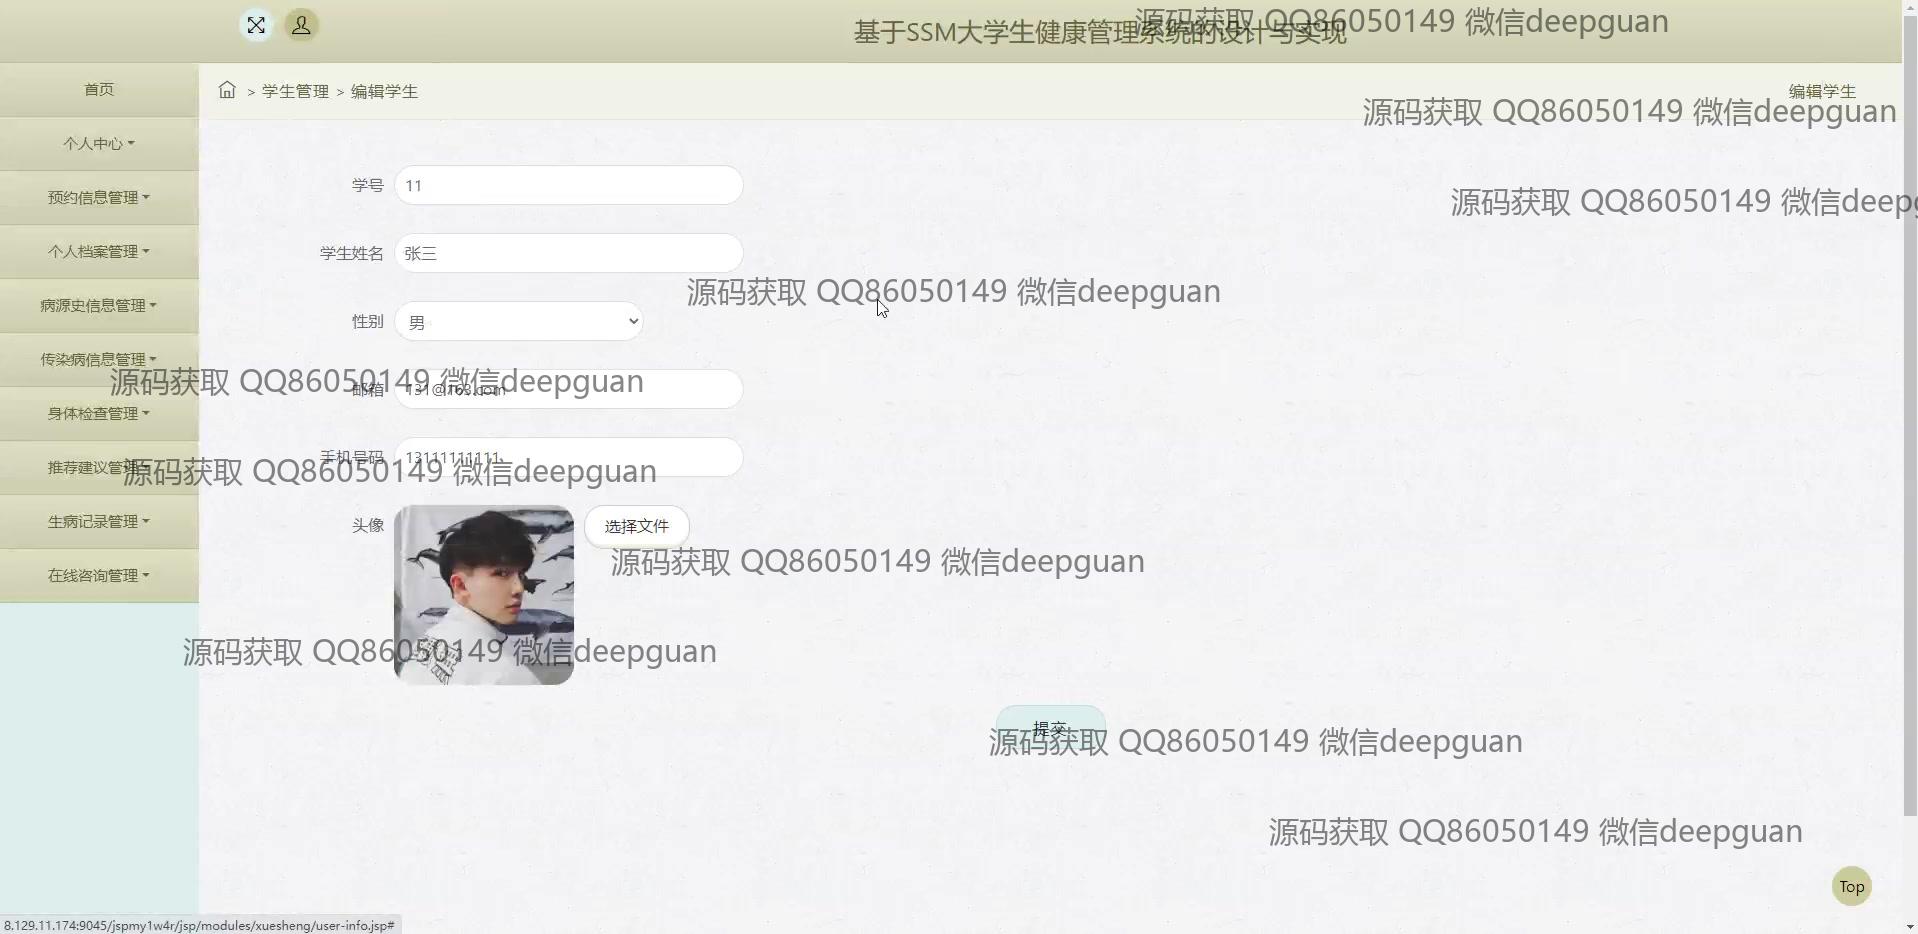 基于SSM大学生健康管理系统的设计与实现
源码获取 QQ86050149 微信deepguan
首页
> 学生管理 > 编辑学生
编辑学生
源码获取 QQ86050149 微信deepguan
个人中心
预约信息管理
学号 11
源码获取 QQ86050149 微信deep
个人档案管理
学生姓名 张三
源码获取 QQ86050149 微信deepguan
病源史信息管理
性别 男
传染病信息管理
源码获取 QQ86050149 微信deepguan
邮箱 131@163.com
身体检查管理
手机号码 13111111111
推荐建议管理
源码获取 QQ86050149 微信deepguan
生病记录管理
头像
选择文件
源码获取 QQ86050149 微信deepguan
在线咨询管理
源码获取 QQ86050149 微信deepguan
提交
源码获取 QQ86050149 微信deepguan
源码获取 QQ86050149 微信deepguan
Top
8.129.11.174:9045/jspmy1w4r/jsp/modules/xuesheng/user-info.jsp#